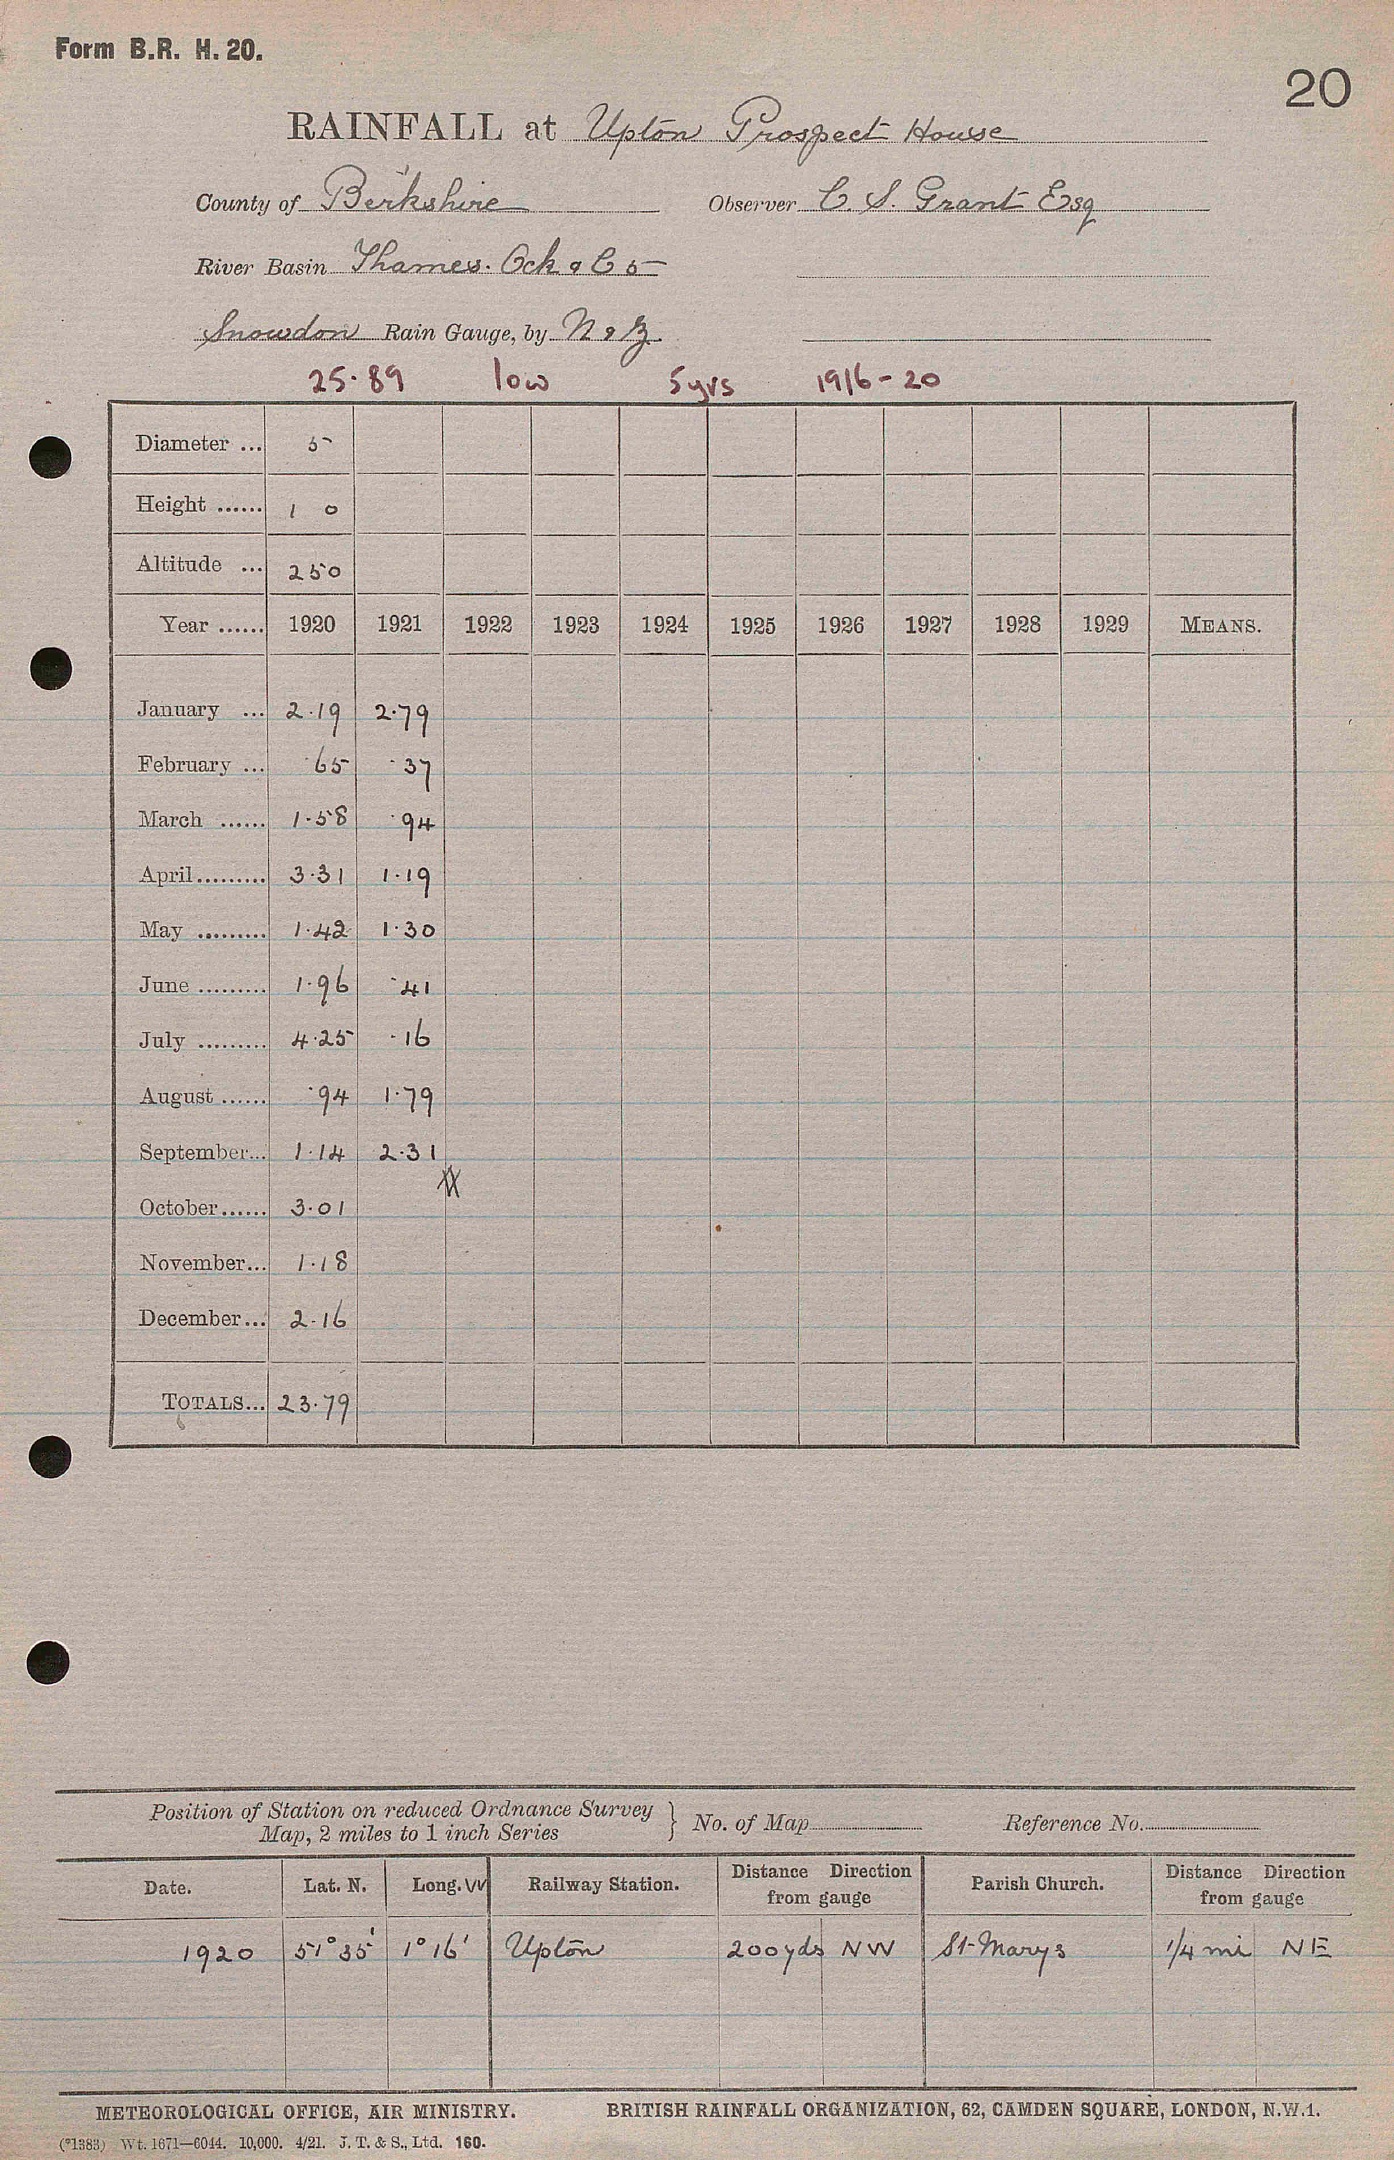 Form B.R. H. 20.
20
RAINFALL at Upton Prospect House
County of Berkshire Observer C. S. Grant Esq
River Basin Thames. Ock & C 5
Snowdon Rain Gauge, by N & Z.
25.89 low 5 yrs 1916-20
Diameter ... 5
Height ...... 1 0
Altitude ... 250
Year ...... 1920 1921 1922 1923 1924 1925 1926 1927 1928 1929 MEANS.
January ... 2.19 2.79
February ... .65 .37
March ...... 1.58 .94
April ......... 3.31 1.19
May ......... 1.42 1.30
June ......... 1.96 .41
July ......... 4.25 .16
August ...... .94 1.79
September... 1.14 2.31
October ...... 3.01
November... 1.18
December... 2.16
TOTALS... 23.79
Position of Station on reduced Ordnance Survey
Map, 2 miles to 1 inch Series } No. of Map Reference No.
Date. Lat. N. Long. W Railway Station. Distance Direction from gauge Parish Church. Distance Direction from gauge
1920 51° 35' 1° 16' Upton 200 yds NW St. Marys 1/4 mi NE
METEOROLOGICAL OFFICE, AIR MINISTRY. BRITISH RAINFALL ORGANIZATION, 62, CAMDEN SQUARE, LONDON, N.W.1.
(*1383) Wt. 1671—6044. 10,000. 4/21. J. T. & S., Ltd. 160.